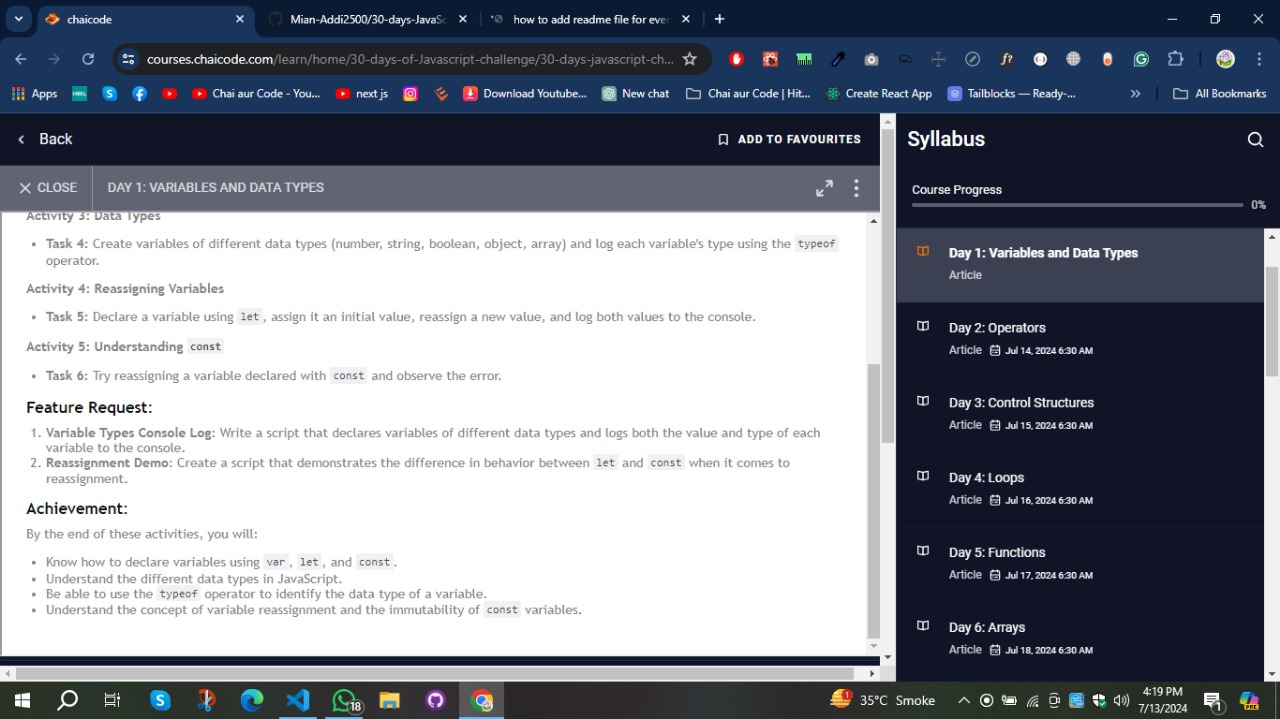 chaicode
Mian-Addi2500/30-days-JavaSc
how to add readme file for ever
courses.chaicode.com/learn/home/30-days-of-Javascript-challenge/30-days-javascript-ch...
Apps
HBL
Chai aur Code - You...
next js
Download Youtube...
New chat
Chai aur Code | Hit...
Create React App
Tailblocks — Ready-...
All Bookmarks
Back
ADD TO FAVOURITES
CLOSE
DAY 1: VARIABLES AND DATA TYPES
Activity 3: Data Types
• Task 4: Create variables of different data types (number, string, boolean, object, array) and log each variable's type using the typeof
operator.
Activity 4: Reassigning Variables
• Task 5: Declare a variable using let, assign it an initial value, reassign a new value, and log both values to the console.
Activity 5: Understanding const
• Task 6: Try reassigning a variable declared with const and observe the error.
Feature Request:
1. Variable Types Console Log: Write a script that declares variables of different data types and logs both the value and type of each
variable to the console.
2. Reassignment Demo: Create a script that demonstrates the difference in behavior between let and const when it comes to
reassignment.
Achievement:
By the end of these activities, you will:
• Know how to declare variables using var, let, and const.
• Understand the different data types in JavaScript.
• Be able to use the typeof operator to identify the data type of a variable.
• Understand the concept of variable reassignment and the immutability of const variables.
Syllabus
Course Progress
0%
Day 1: Variables and Data Types
Article
Day 2: Operators
Article Jul 14, 2024 6:30 AM
Day 3: Control Structures
Article Jul 15, 2024 6:30 AM
Day 4: Loops
Article Jul 16, 2024 6:30 AM
Day 5: Functions
Article Jul 17, 2024 6:30 AM
Day 6: Arrays
Article Jul 18, 2024 6:30 AM
18
1
35°C Smoke
4:19 PM
7/13/2024
1
PRE